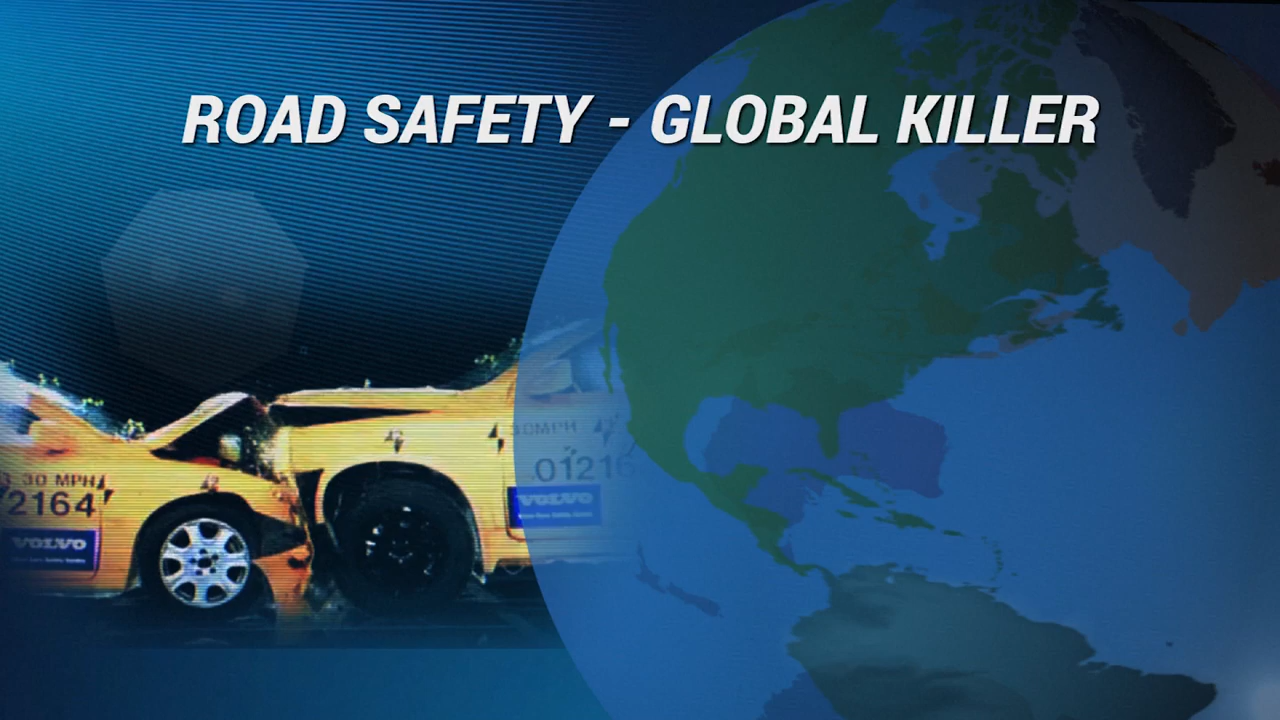 ROAD SAFETY - GLOBAL KILLER
30 MPH
2164
VOLVO
30MPH
01216
VOLVO